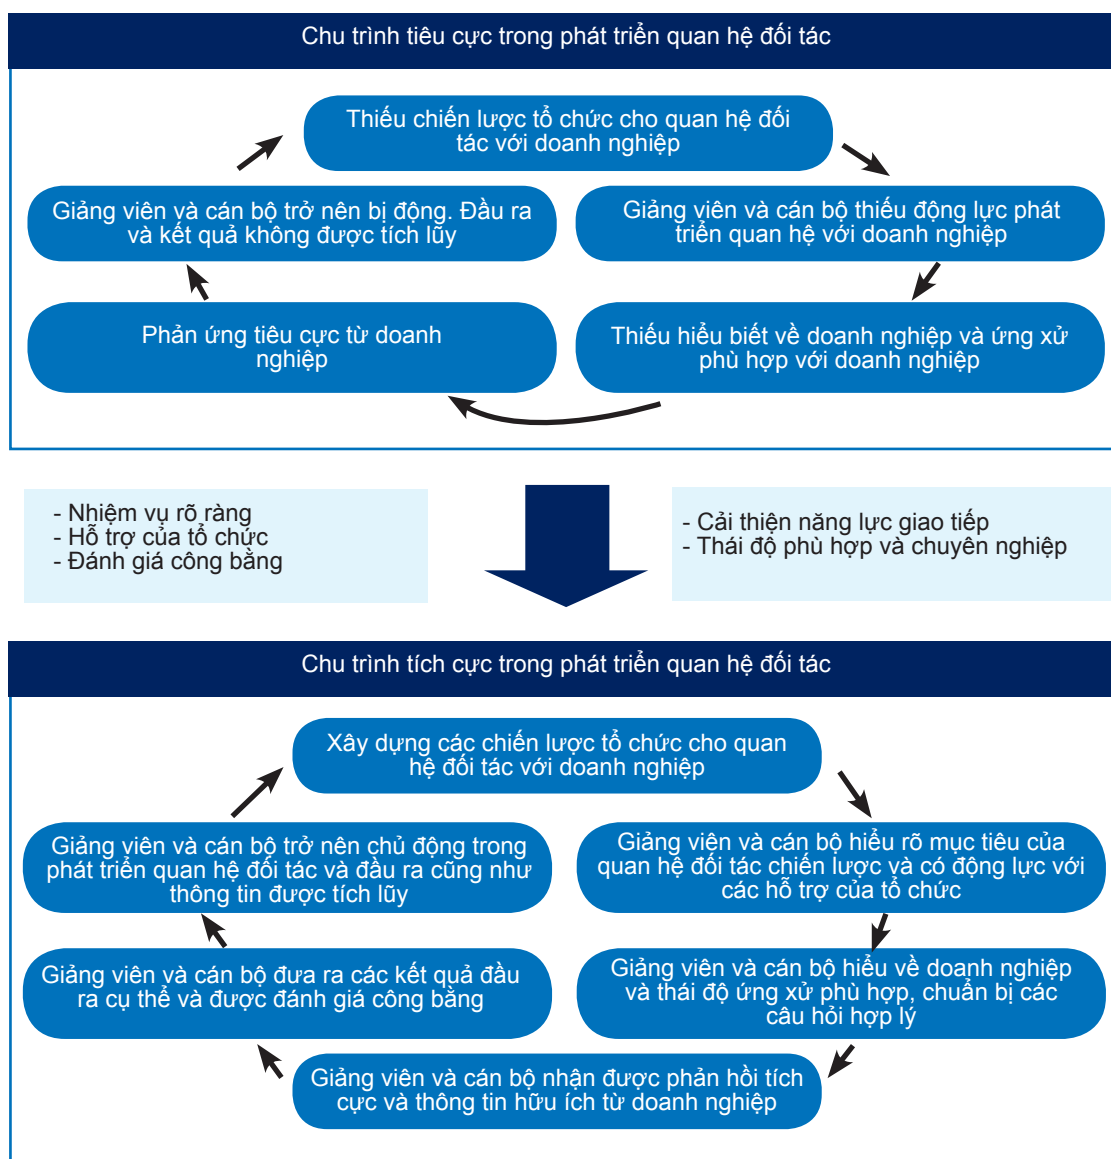 Chu trình tiêu cực trong phát triển quan hệ đối tác
Thiếu chiến lược tổ chức cho quan hệ đối
tác với doanh nghiệp
Giảng viên và cán bộ trở nên bị động. Đầu ra
và kết quả không được tích lũy
Giảng viên và cán bộ thiếu động lực phát
triển quan hệ với doanh nghiệp
Phản ứng tiêu cực từ doanh
nghiệp
Thiếu hiểu biết về doanh nghiệp và ứng xử
phù hợp với doanh nghiệp
- Nhiệm vụ rõ ràng
- Hỗ trợ của tổ chức
- Đánh giá công bằng
- Cải thiện năng lực giao tiếp
- Thái độ phù hợp và chuyên nghiệp
Chu trình tích cực trong phát triển quan hệ đối tác
Xây dựng các chiến lược tổ chức cho quan
hệ đối tác với doanh nghiệp
Giảng viên và cán bộ trở nên chủ động trong
phát triển quan hệ đối tác và đầu ra cũng như
thông tin được tích lũy
Giảng viên và cán bộ hiểu rõ mục tiêu của
quan hệ đối tác chiến lược và có động lực với
các hỗ trợ của tổ chức
Giảng viên và cán bộ đưa ra các kết quả đầu
ra cụ thể và được đánh giá công bằng
Giảng viên và cán bộ hiểu về doanh nghiệp
và thái độ ứng xử phù hợp, chuẩn bị các
câu hỏi hợp lý
Giảng viên và cán bộ nhận được phản hồi tích
cực và thông tin hữu ích từ doanh nghiệp